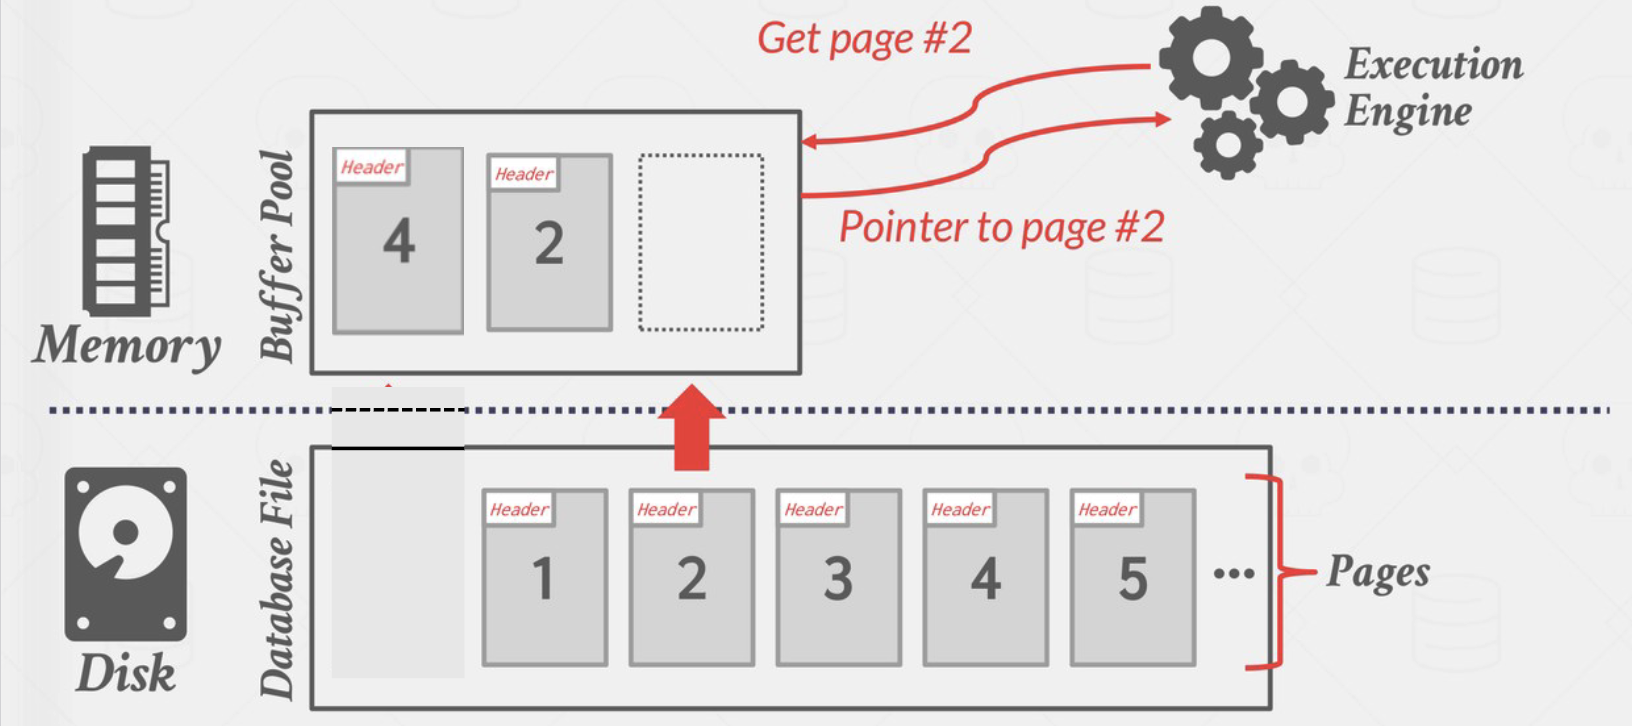 Get page #2
Execution
Engine
Header
Header
4
2
Buffer Pool
Pointer to page #2
Memory
Header
Header
Header
Header
Header
1
2
3
4
5
...
Pages
Database File
Disk